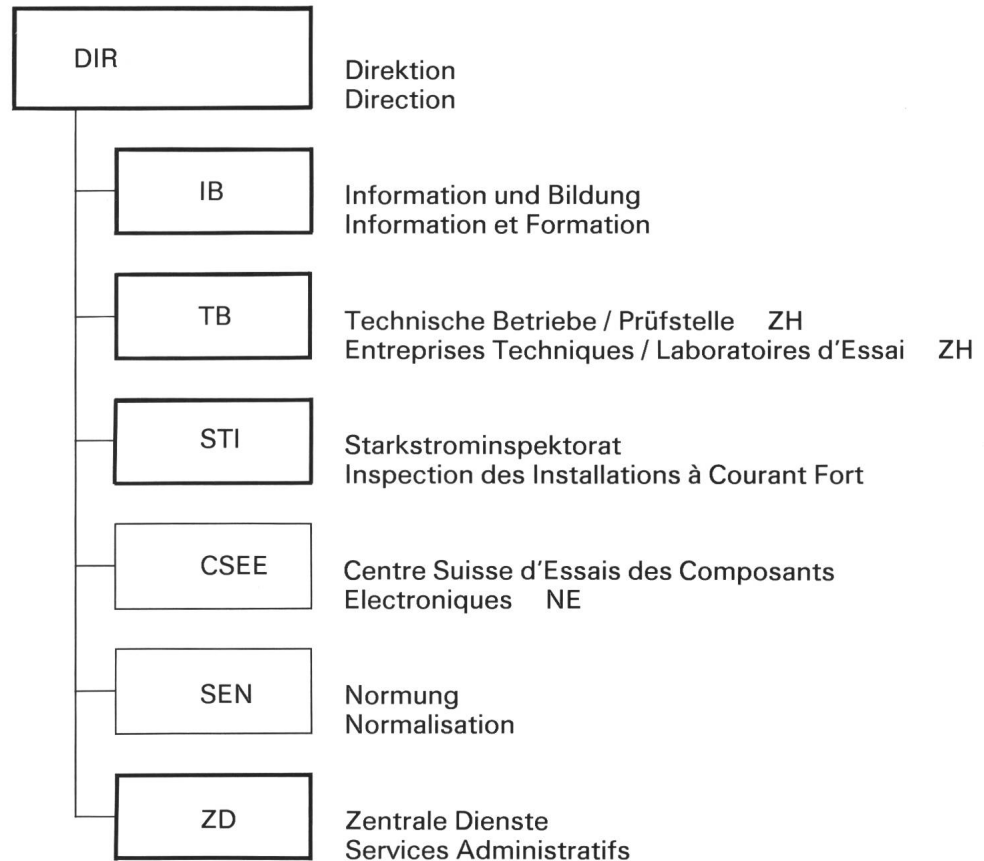 DIR
Direktion
Direction
IB
Information und Bildung
Information et Formation
TB
Technische Betriebe / Prüfstelle ZH
Entreprises Techniques / Laboratoires d'Essai ZH
STI
Starkstrominspektorat
Inspection des Installations à Courant Fort
CSEE
Centre Suisse d'Essais des Composants
Electroniques NE
SEN
Normung
Normalisation
ZD
Zentrale Dienste
Services Administratifs